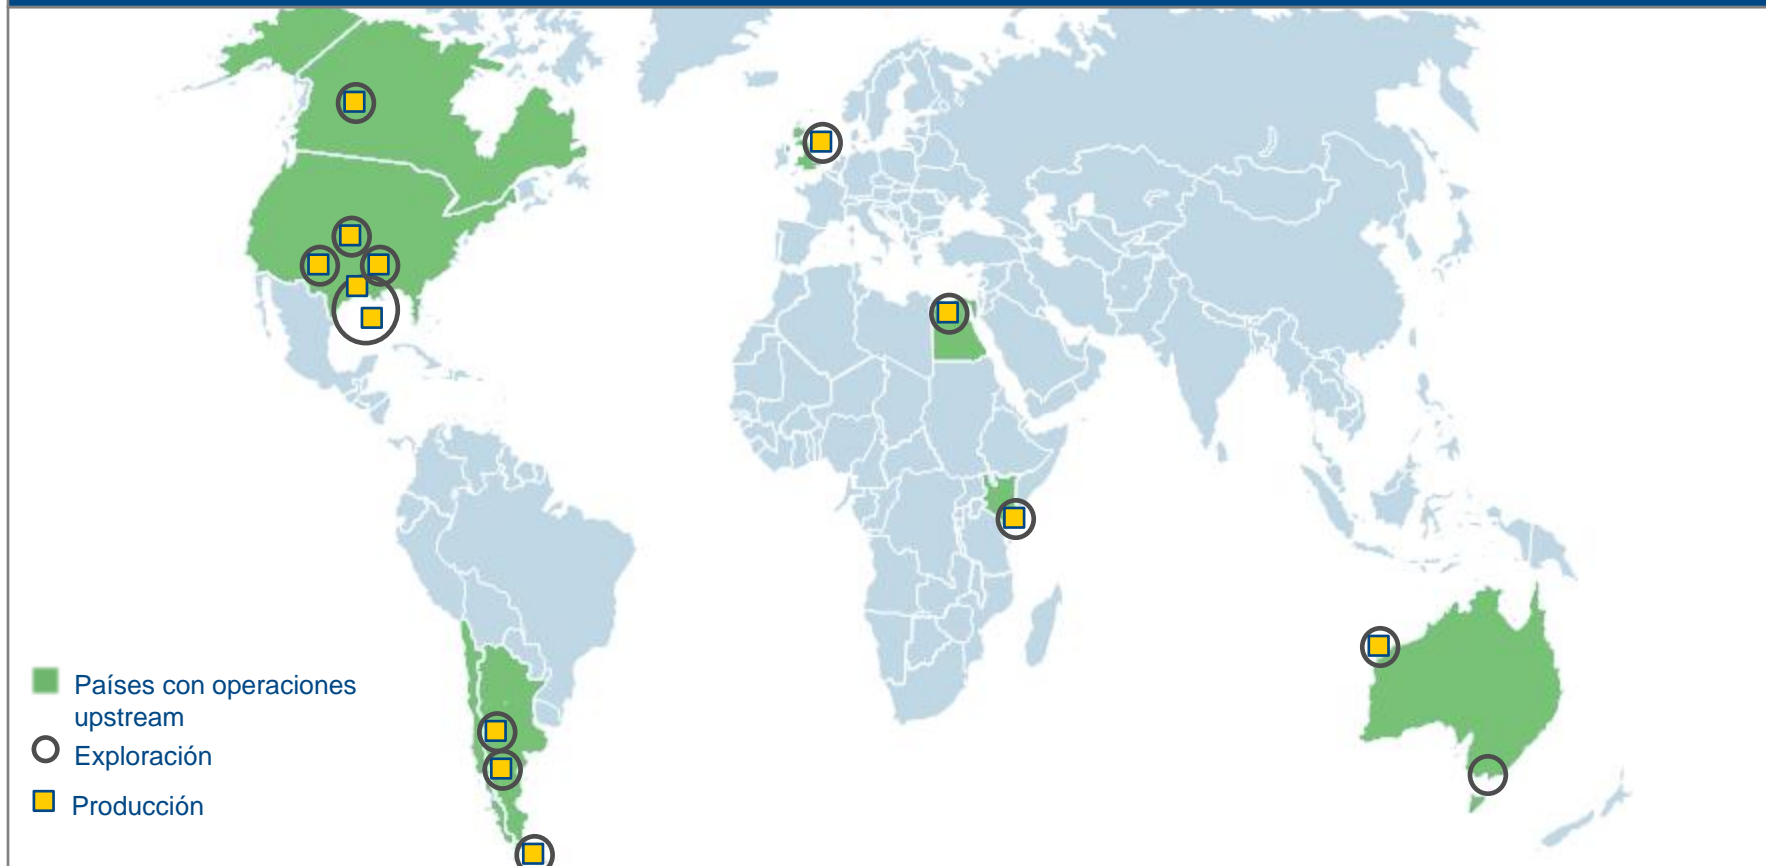 Países con operaciones
upstream
Exploración
Producción